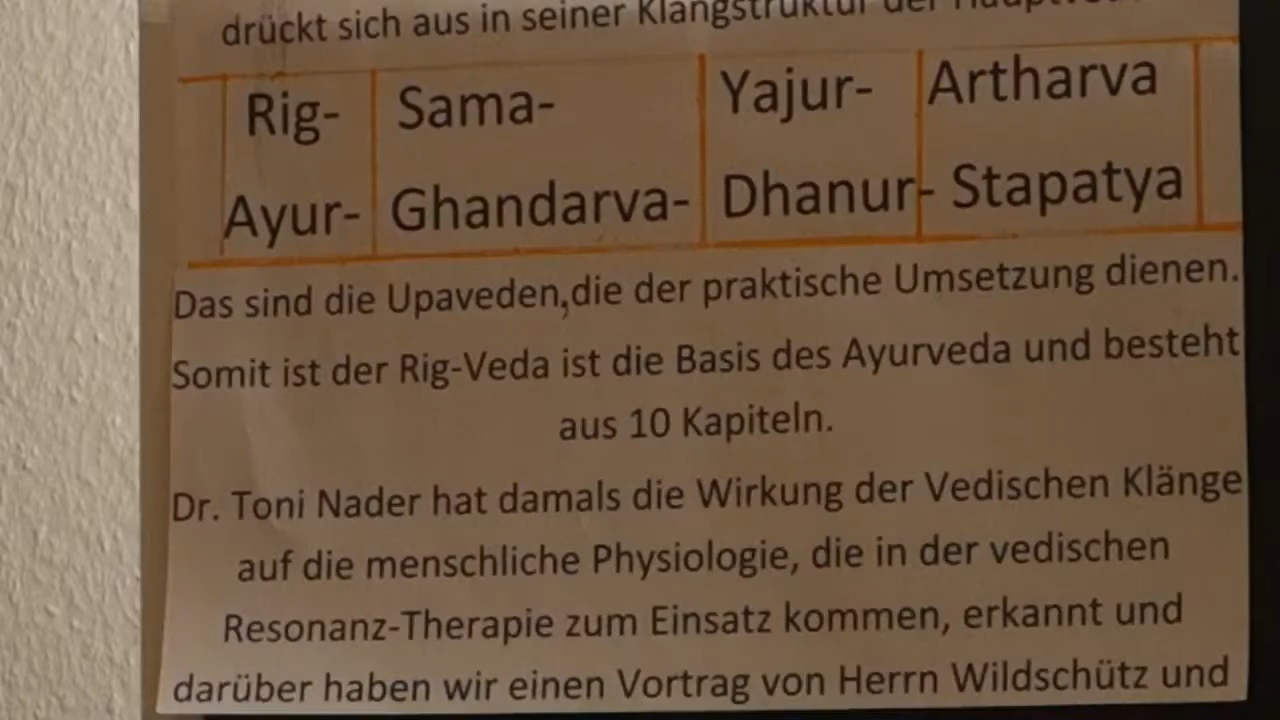 drückt sich aus in seiner Klangstruktur der
Rig- Sama- Yajur- Artharva
Ayur- Ghandarva- Dhanur- Stapatya
Das sind die Upaveden,die der praktische Umsetzung dienen.
Somit ist der Rig-Veda ist die Basis des Ayurveda und besteht
aus 10 Kapiteln.
Dr. Toni Nader hat damals die Wirkung der Vedischen Klänge
auf die menschliche Physiologie, die in der vedischen
Resonanz-Therapie zum Einsatz kommen, erkannt und
darüber haben wir einen Vortrag von Herrn Wildschütz und